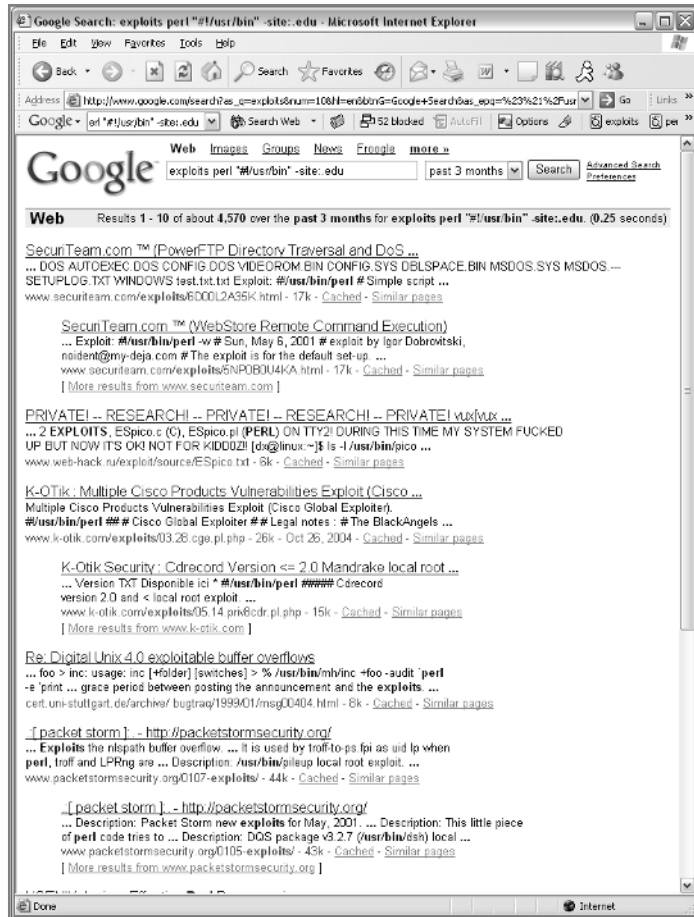 Google Search: exploits perl "#!/usr/bin" -site:.edu - Microsoft Internet Explorer
File Edit View Favorites Tools Help
Back Search Favorites
Address http://www.google.com/search?as_q=exploits&num=10&hl=en&btnG=Google+Search&as_epq=%23%21%2Fusr Go Links »
Google erl "#!/usr/bin" -site:.edu Search Web 52 blocked AutoFill Options exploits per »
Google Web Images Groups News Froogle more »
exploits perl "#!/usr/bin" -site:.edu past 3 months Search Advanced Search
Preferences
Web Results 1 - 10 of about 4,570 over the past 3 months for exploits perl "#!/usr/bin" -site:.edu. (0.25 seconds)
SecuriTeam.com ™ (PowerFTP Directory Traversal and DoS ...
... DOS AUTOEXEC.DOS CONFIG.DOS VIDEOROM.BIN CONFIG.SYS DBLSPACE.BIN MSDOS.SYS MSDOS.---
SETUPLOG.TXT WINDOWS test.txt.txt Exploit: #!/usr/bin/perl # Simple script ...
www.securiteam.com/exploits/6D00L2A35K.html - 17k - Cached - Similar pages
SecuriTeam.com ™ (WebStore Remote Command Execution)
... Exploit: #!/usr/bin/perl -w # Sun, May 6, 2001 # exploit by Igor Dobrovitski,
noident@my-deja.com # The exploit is for the default set-up. ...
www.securiteam.com/exploits/5NP0B0U4KA.html - 17k - Cached - Similar pages
[ More results from www.securiteam.com ]
PRIVATE! -- RESEARCH! -- PRIVATE! -- RESEARCH! -- PRIVATE! vux|vux ...
... 2 EXPLOITS, ESpico.c (C), ESpico.pl (PERL) ON TTY2! DURING THIS TIME MY SYSTEM FUCKED
UP BUT NOW IT'S OK! NOT FOR KIDD0Z!! [dx@linux:~]$ ls -l /usr/bin/pico ...
www.web-hack.ru/exploit/source/ESpico.txt - 6k - Cached - Similar pages
K-OTik : Multiple Cisco Products Vulnerabilities Exploit (Cisco ...
Multiple Cisco Products Vulnerabilities Exploit (Cisco Global Exploiter).
#!/usr/bin/perl ## # Cisco Global Exploiter # # Legal notes : # The BlackAngels ...
www.k-otik.com/exploits/03.28.cge.pl.php - 26k - Oct 26, 2004 - Cached - Similar pages
K-Otik Security : Cdrecord Version <= 2.0 Mandrake local root ...
... Version TXT Disponible ici * #!/usr/bin/perl ##### Cdrecord
version 2.0 and < local root exploit. ...
www.k-otik.com/exploits/05.14.priv8cdr.pl.php - 15k - Cached - Similar pages
[ More results from www.k-otik.com ]
Re: Digital Unix 4.0 exploitable buffer overflows
... foo > inc: usage: inc [+folder] [switches] > % /usr/bin/mh/inc +foo -audit `perl
-e 'print ... grace period between posting the announcement and the exploits. ...
cert.uni-stuttgart.de/archive/ bugtraq/1999/01/msg00404.html - 8k - Cached - Similar pages
.:[ packet storm ]:. - http://packetstormsecurity.org/
... Exploits the nlspath buffer overflow. ... It is used by troff-to-ps.fpi as uid lp when
perl, troff and LPRng are ... Description: /usr/bin/pileup local root exploit. ...
www.packetstormsecurity.org/0107-exploits/ - 44k - Cached - Similar pages
.:[ packet storm ]:. - http://packetstormsecurity.org/
... Description: Packet Storm new exploits for May, 2001. ... Description: This little piece
of perl code tries to ... Description: DQS package v3.2.7 (/usr/bin/dsh) local ...
www.packetstormsecurity.org/0105-exploits/ - 43k - Cached - Similar pages
[ More results from www.packetstormsecurity.org ]
Done Internet